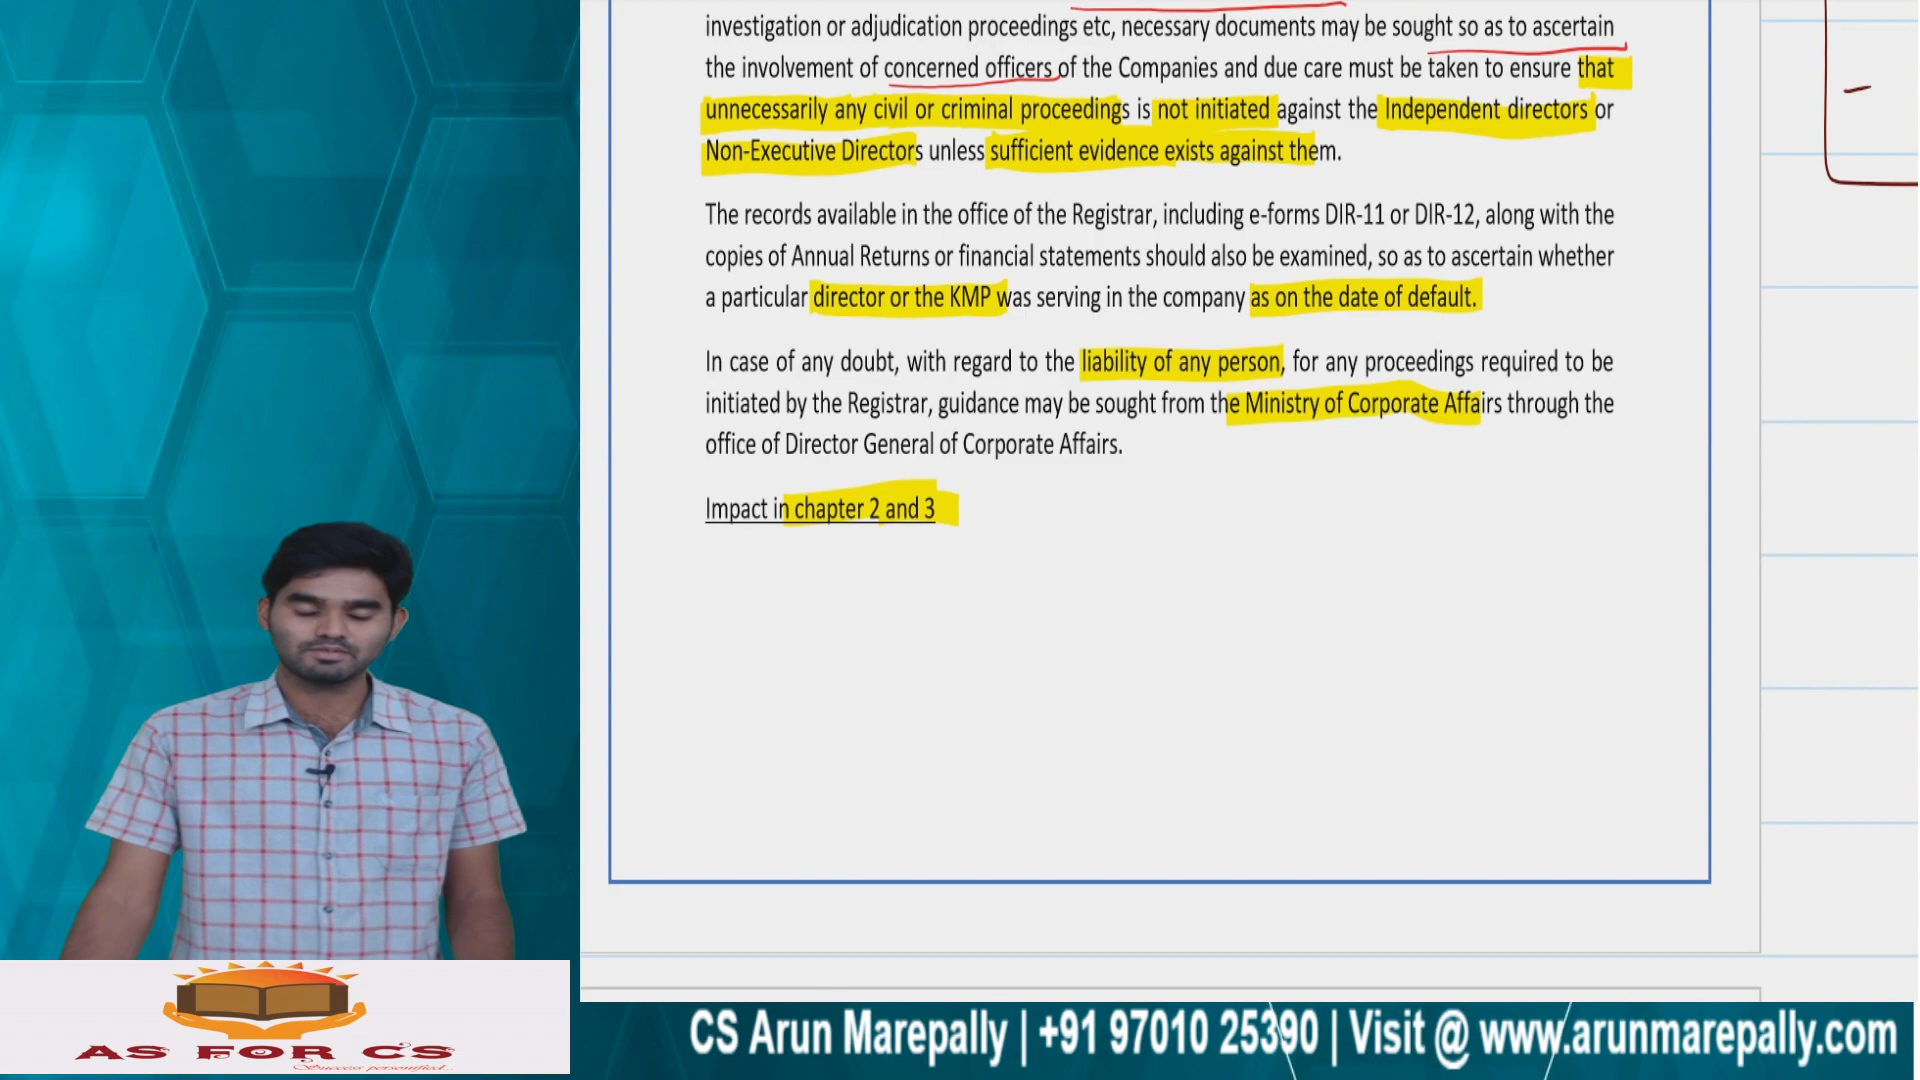 investigation or adjudication proceedings etc, necessary documents may be sought so as to ascertain
the involvement of concerned officers of the Companies and due care must be taken to ensure that
unnecessarily any civil or criminal proceedings is not initiated against the Independent directors or
Non-Executive Directors unless sufficient evidence exists against them.
The records available in the office of the Registrar, including e-forms DIR-11 or DIR-12, along with the
copies of Annual Returns or financial statements should also be examined, so as to ascertain whether
a particular director or the KMP was serving in the company as on the date of default.
In case of any doubt, with regard to the liability of any person, for any proceedings required to be
initiated by the Registrar, guidance may be sought from the Ministry of Corporate Affairs through the
office of Director General of Corporate Affairs.
Impact in chapter 2 and 3
AS FOR CS
Success personified...
CS Arun Marepally | +91 97010 25390 | Visit @ www.arunmarepally.com